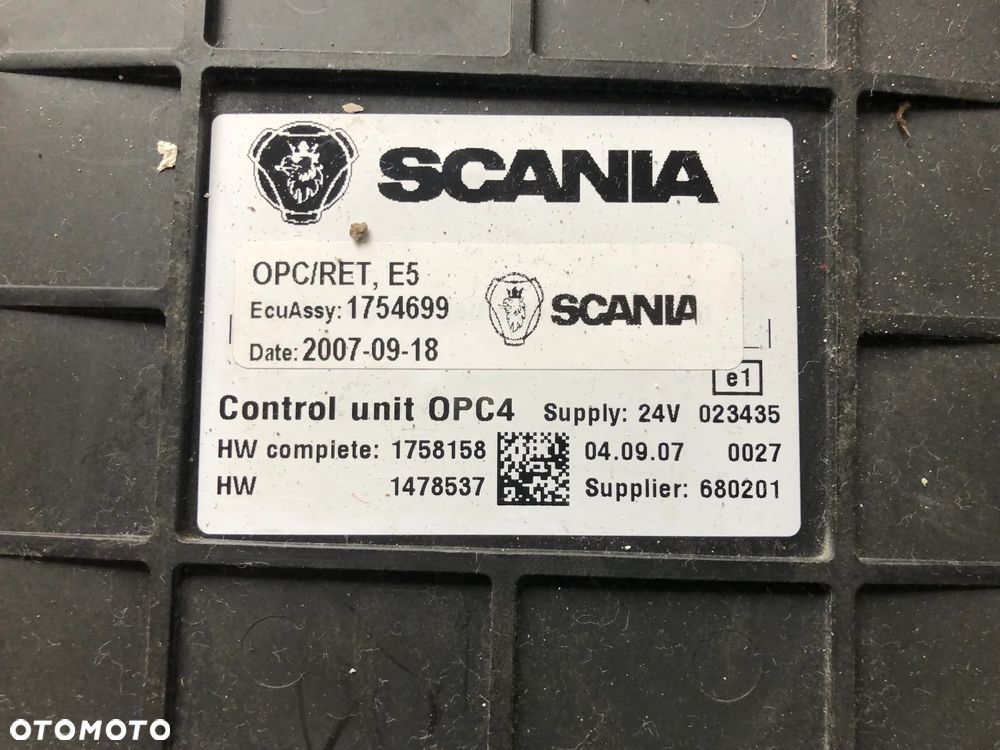 SCANIA
OPC/RET, E5
EcuAssy: 1754699
SCANIA
Date: 2007-09-18
e1
Control unit OPC4 Supply: 24V 023435
HW complete: 1758158 04.09.07 0027
HW 1478537 Supplier: 680201
OTOMOTO